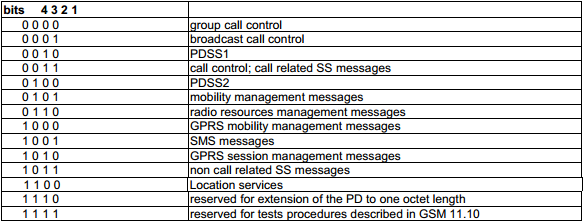 bits 4 3 2 1
0 0 0 0 group call control
0 0 0 1 broadcast call control
0 0 1 0 PDSS1
0 0 1 1 call control; call related SS messages
0 1 0 0 PDSS2
0 1 0 1 mobility management messages
0 1 1 0 radio resources management messages
1 0 0 0 GPRS mobility management messages
1 0 0 1 SMS messages
1 0 1 0 GPRS session management messages
1 0 1 1 non call related SS messages
1 1 0 0 Location services
1 1 1 0 reserved for extension of the PD to one octet length
1 1 1 1 reserved for tests procedures described in GSM 11.10